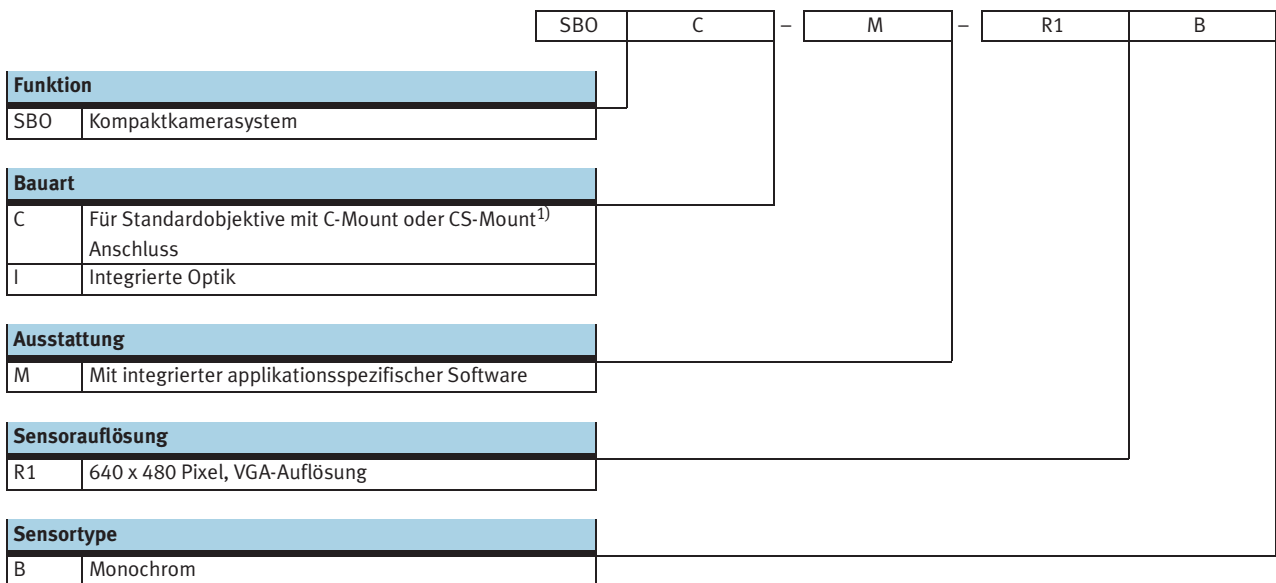 SBO C – M – R1 B
Funktion
SBO Kompaktkamerasystem
Bauart
C Für Standardobjektive mit C-Mount oder CS-Mount1)
Anschluss
I Integrierte Optik
Ausstattung
M Mit integrierter applikationsspezifischer Software
Sensorauflösung
R1 640 x 480 Pixel, VGA-Auflösung
Sensortype
B Monochrom